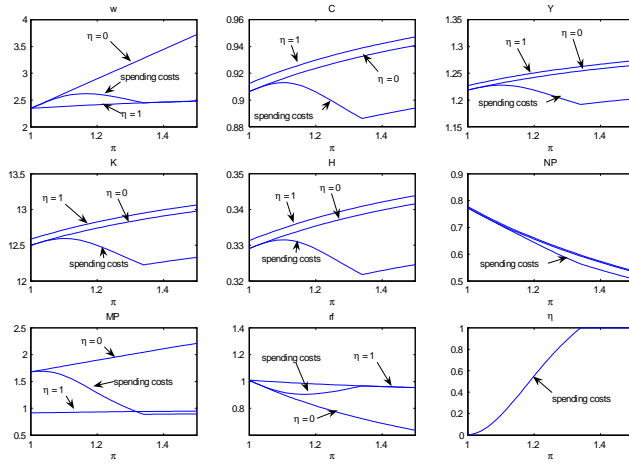 w
4
3.5
3
2.5
2
η = 0
spending costs
η = 1
1
1.2
1.4
π
C
0.96
0.94
0.92
0.9
0.88
η = 1
η = 0
spending costs
1
1.2
1.4
π
Y
1.3
1.25
1.2
1.15
η = 1
η = 0
spending costs
1
1.2
1.4
π
K
13.5
13
12.5
12
η = 1
η = 0
spending costs
1
1.2
1.4
π
H
0.35
0.335
0.33
0.32
η = 1
η = 0
spending costs
1
1.2
1.4
π
NP
0.9
0.8
0.7
0.6
0.5
spending costs
1
1.2
1.4
π
MP
2.5
2
1.5
1
0.5
η = 0
spending costs
η = 1
1
1.2
1.4
π
rf
1.4
1.2
1
0.8
spending costs
η = 1
η = 0
1
1.2
1.4
π
η
1
0.8
0.6
0.4
0.2
0
spending costs
1
1.2
1.4
π